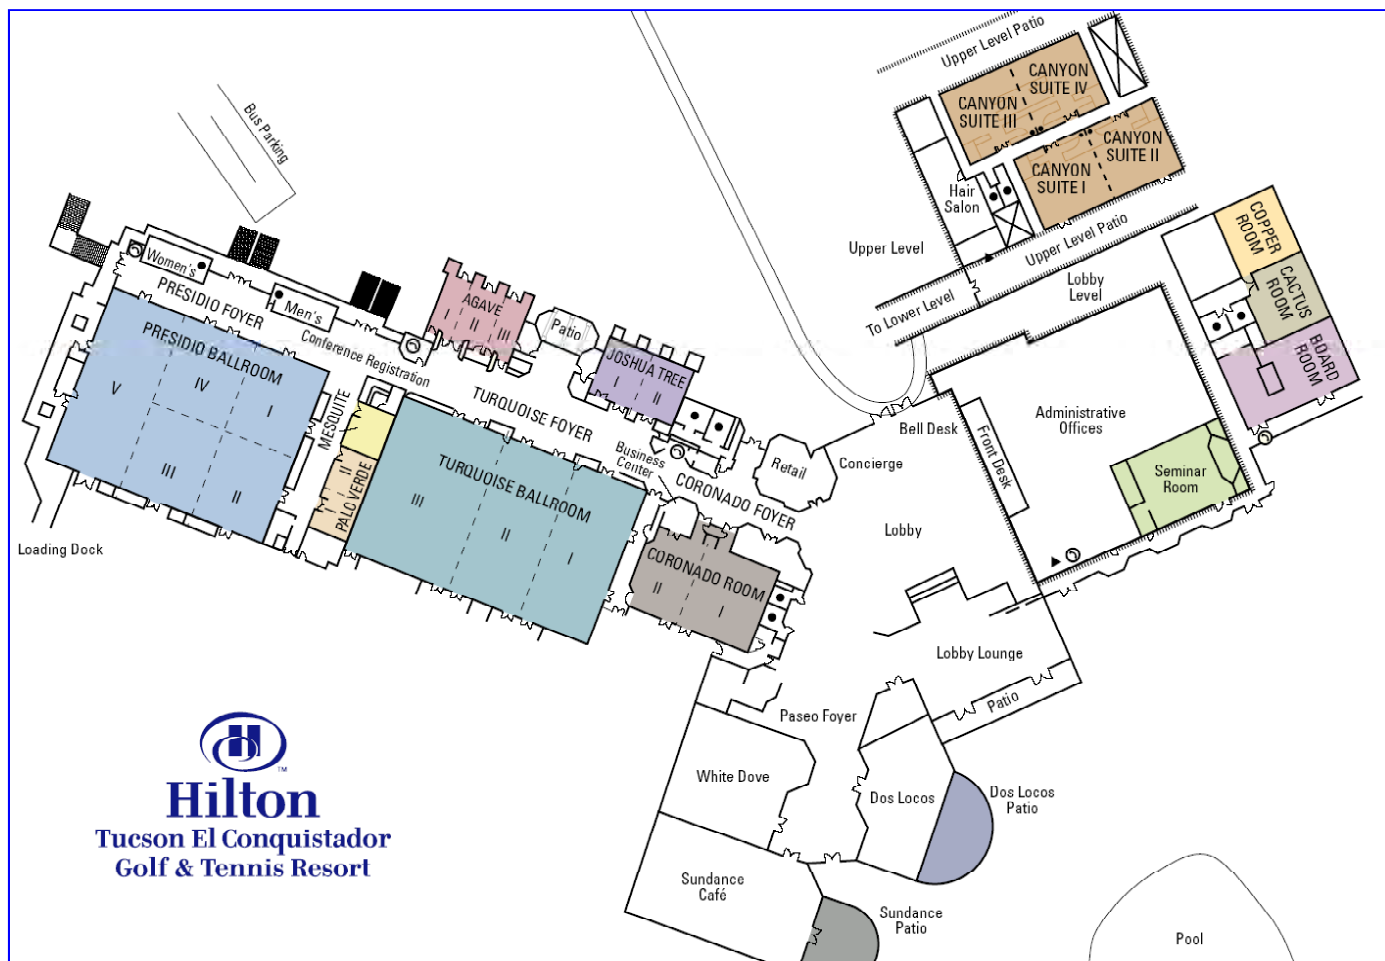 Upper Level Patio
CANYON
SUITE IV
CANYON
SUITE III
CANYON
SUITE II
CANYON
SUITE I
Bus Parking
Hair
Salon
Upper Level
Upper Level Patio
COPPER
ROOM
CACTUS
ROOM
BOARD
ROOM
Lobby
Level
To Lower Level
Women's
PRESIDIO FOYER
Men's
Conference Registration
AGAVE
I
II
III
Patio
JOSHUA TREE
I
II
PRESIDIO BALLROOM
V
IV
I
III
II
MESQUITE
PALO VERDE
I
II
TURQUOISE FOYER
TURQUOISE BALLROOM
III
II
I
Business
Center
CORONADO FOYER
CORONADO ROOM
II
I
Retail
Concierge
Bell Desk
Front Desk
Administrative
Offices
Seminar
Room
Lobby
Loading Dock
Lobby Lounge
Patio
Paseo Foyer
White Dove
Dos Locos
Dos Locos
Patio
Sundance
Café
Sundance
Patio
Pool
H
TM
Hilton
Tucson El Conquistador
Golf & Tennis Resort